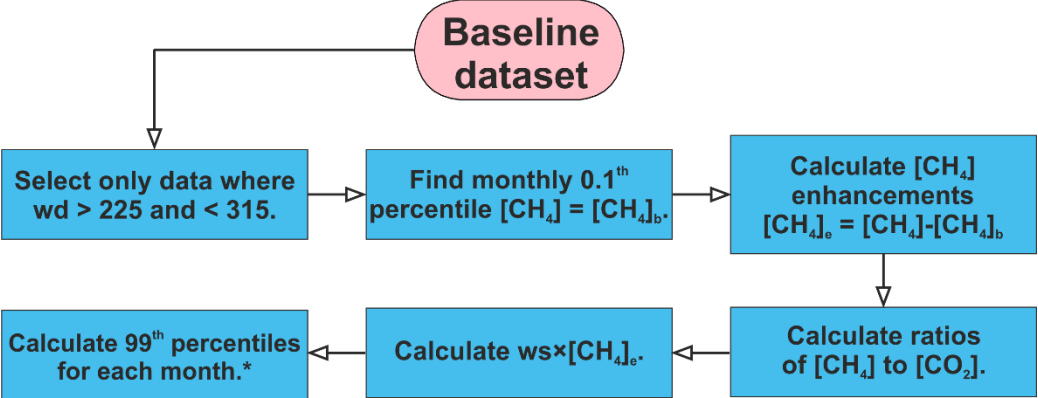 Baseline
dataset
Select only data where
wd > 225 and < 315.
Find monthly 0.1ᵗʰ
percentile [CH₄] = [CH₄]b.
Calculate [CH₄]
enhancements
[CH₄]ₑ = [CH₄]-[CH₄]b
Calculate ratios
of [CH₄] to [CO₂].
Calculate ws×[CH₄]ₑ.
Calculate 99ᵗʰ percentiles
for each month.*